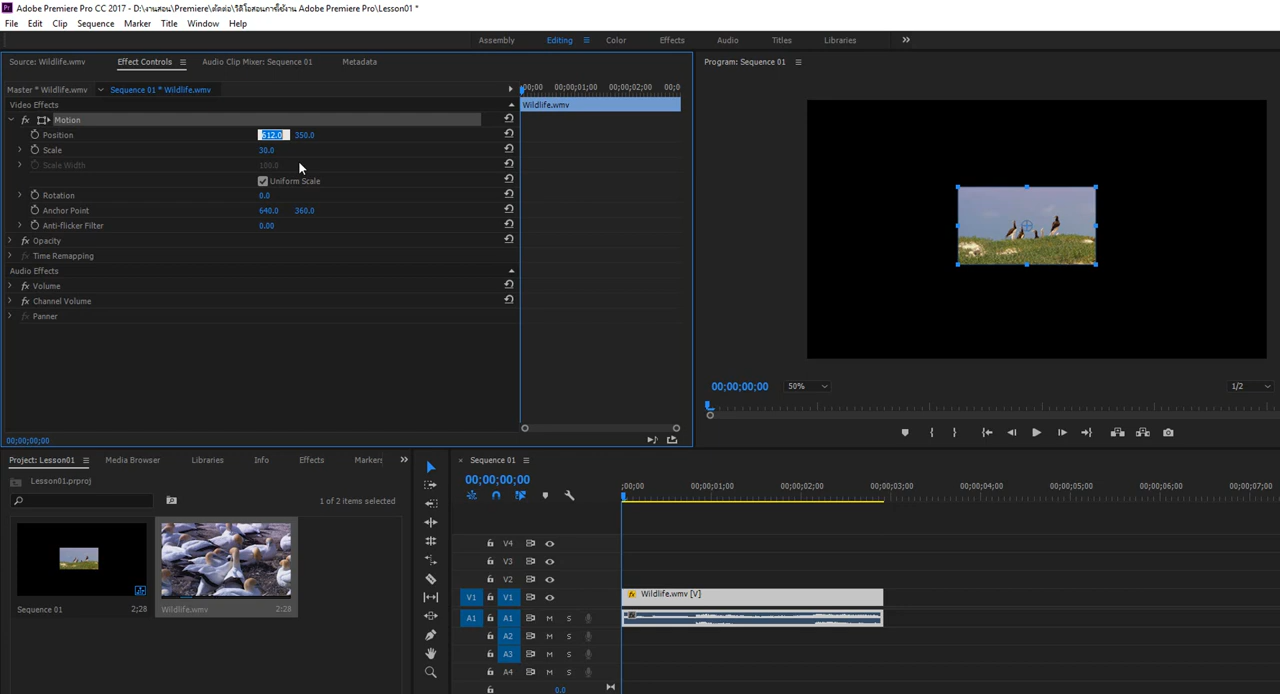 Adobe Premiere Pro CC 2017 - D:\งานสอน\Premiere\ตัดต่อ\วิดีโอสอนการใช้งาน Adobe Premiere Pro\Lesson01 *
File Edit Clip Sequence Marker Title Window Help
Assembly Editing Color Effects Audio Titles Libraries
Source: Wildlife.wmv Effect Controls Audio Clip Mixer: Sequence 01 Metadata Program: Sequence 01
Master * Wildlife.wmv Sequence 01 * Wildlife.wmv
;00;00 00;00;01;00 00;00;02;00 00;0
Video Effects Wildlife.wmv
fx Motion
Position 612.0 350.0
Scale 30.0
Scale Width 100.0
Uniform Scale
Rotation 0.0
Anchor Point 640.0 360.0
Anti-flicker Filter 0.00
fx Opacity
fx Time Remapping
Audio Effects
fx Volume
fx Channel Volume
fx Panner
00;00;00;00 50% 1/2
00;00;00;00
Project: Lesson01 Media Browser Libraries Info Effects Markers Sequence 01
Lesson01.prproj 00;00;00;00
1 of 2 items selected
;00;00 00;00;01;00 00;00;02;00 00;00;03;00 00;00;04;00 00;00;05;00 00;00;06;00 00;00;07;00
V4
V3
V2
V1 V1 fx Wildlife.wmv [V]
Sequence 01 2;28 Wildlife.wmv 2:28
A1 A1 M S
A2 M S
A3 M S
A4 M S
0.0